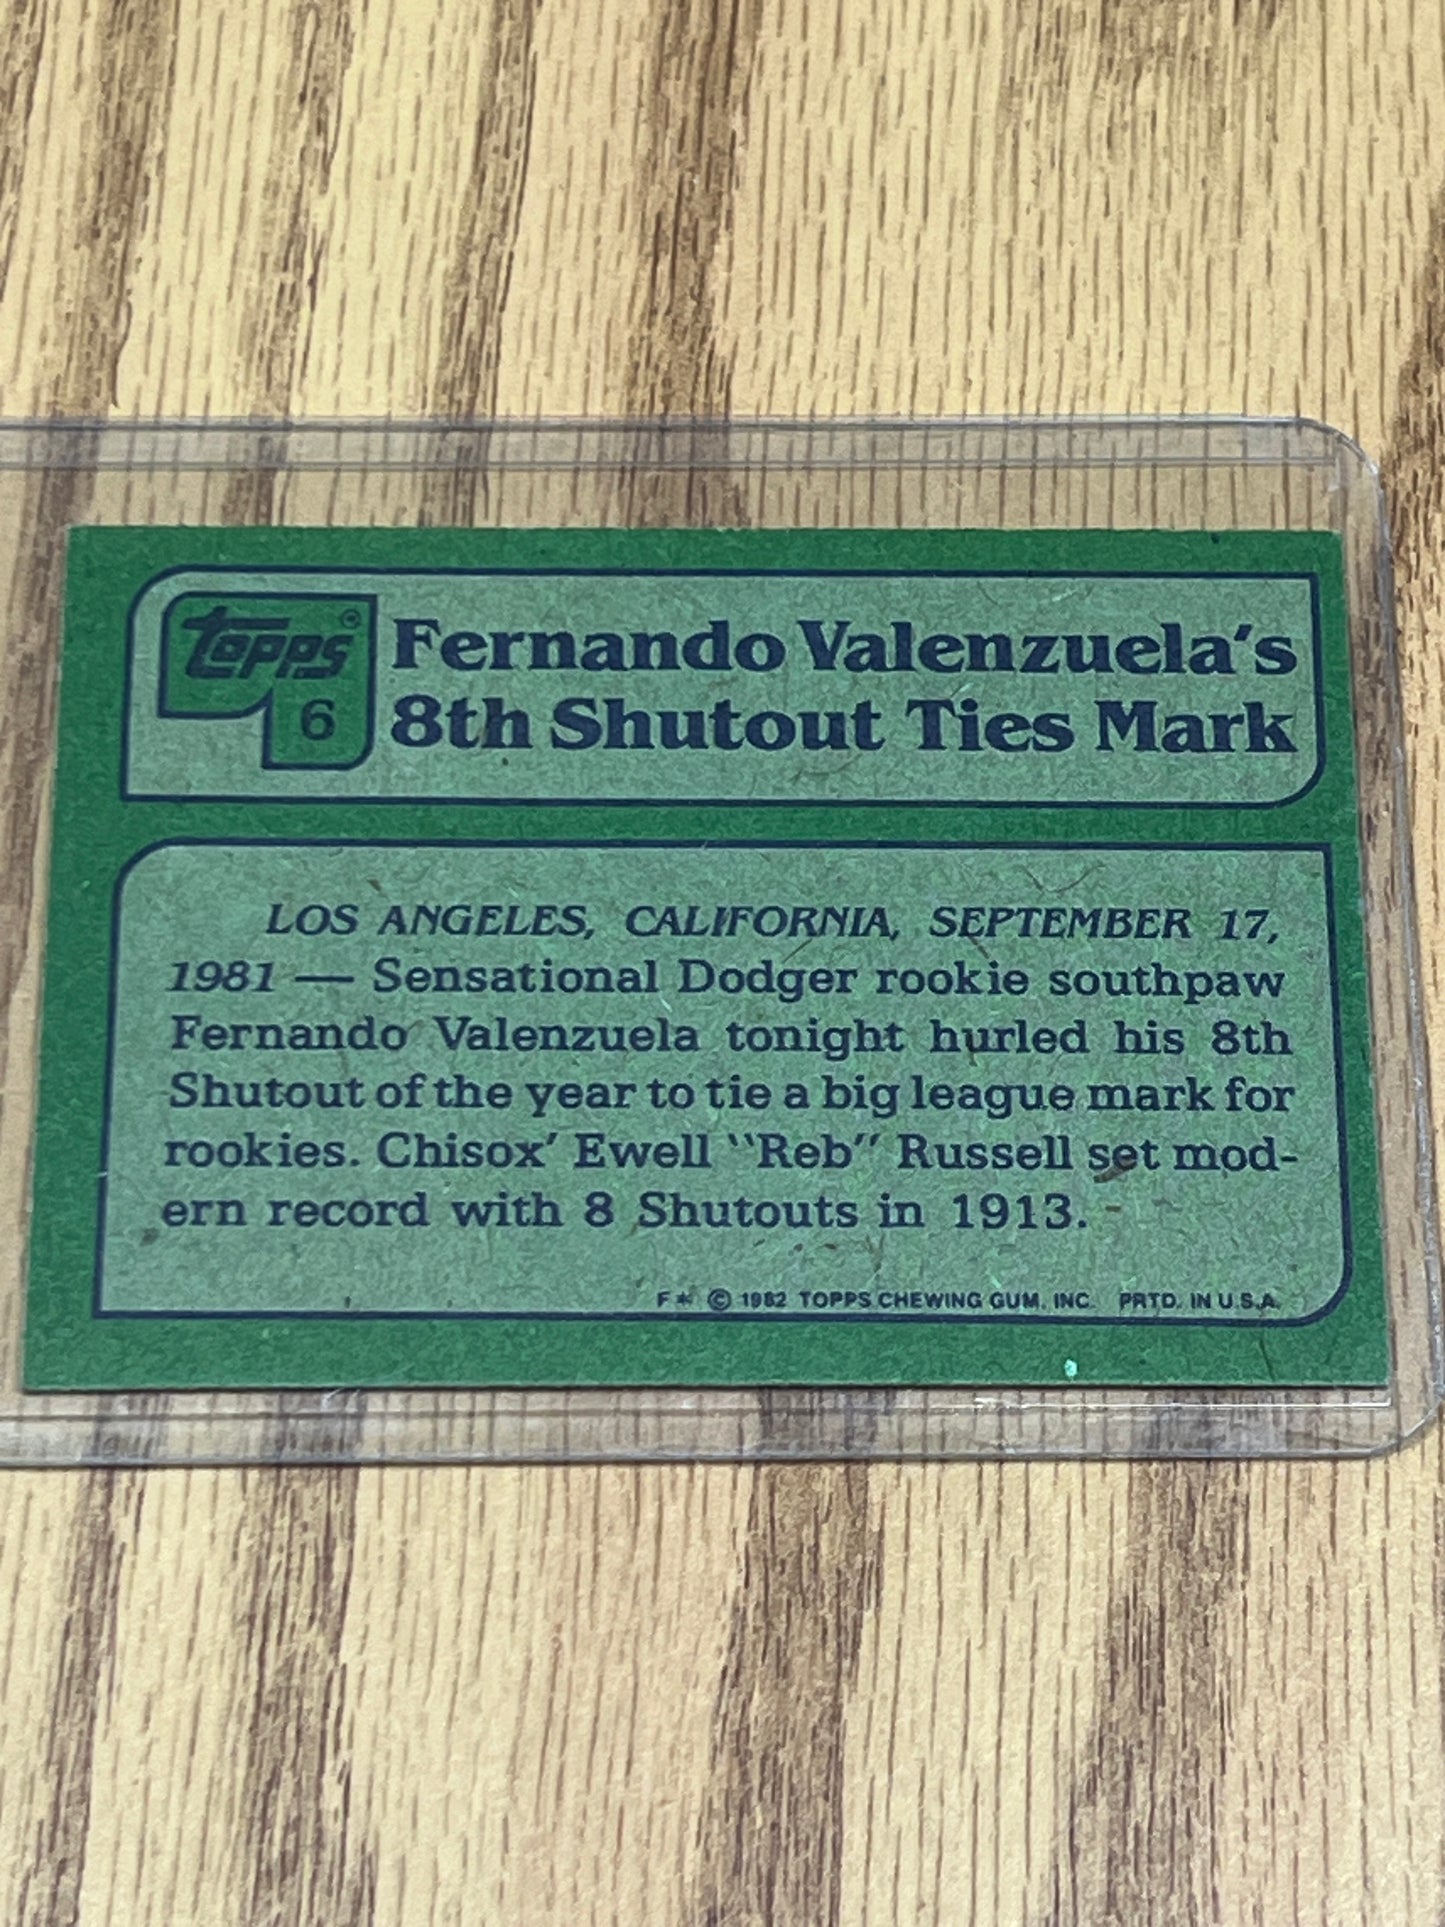 topps®
6
Fernando Valenzuela's
8th Shutout Ties Mark
LOS ANGELES, CALIFORNIA, SEPTEMBER 17,
1981 — Sensational Dodger rookie southpaw
Fernando Valenzuela tonight hurled his 8th
Shutout of the year to tie a big league mark for
rookies. Chisox' Ewell "Reb" Russell set mod-
ern record with 8 Shutouts in 1913.
F* © 1982 TOPPS CHEWING GUM, INC. PRTD. IN U.S.A.